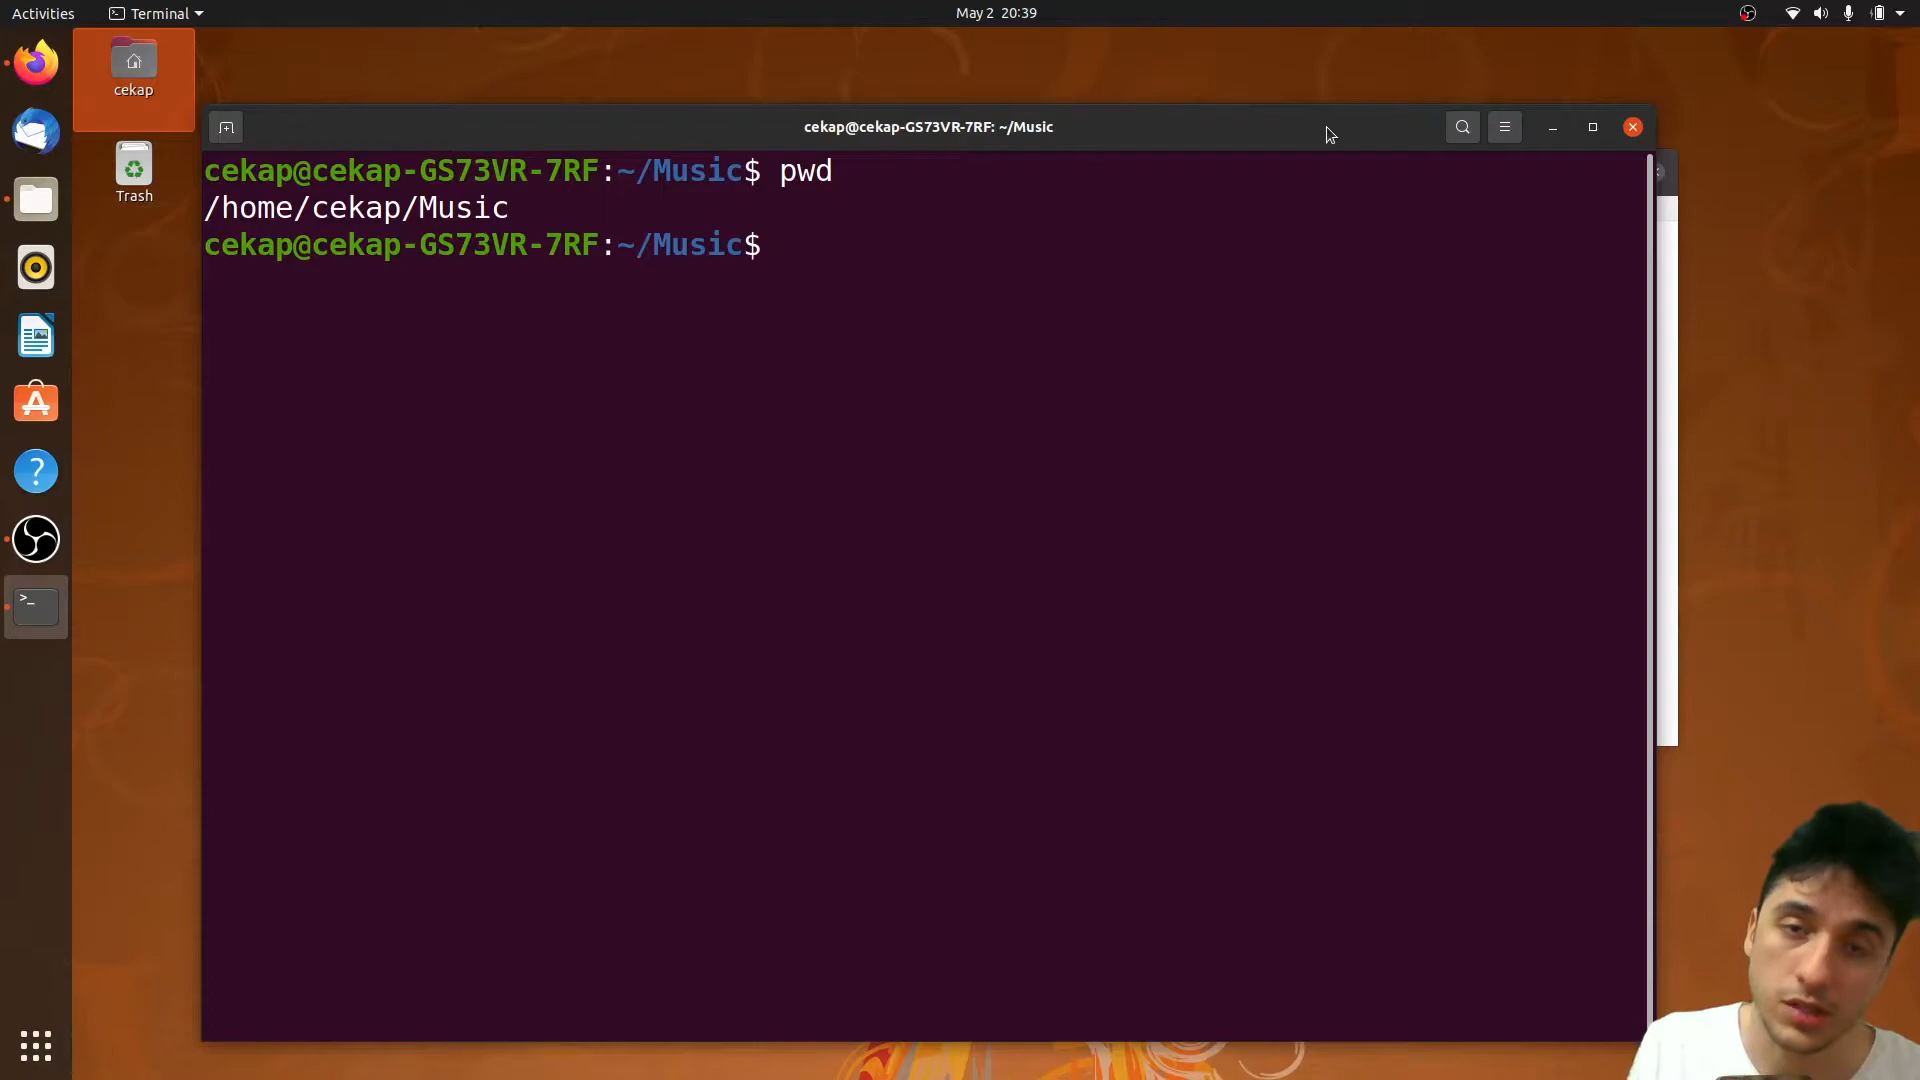 Activities
Terminal
May 2 20:39
cekap
Trash
cekap@cekap-GS73VR-7RF: ~/Music
cekap@cekap-GS73VR-7RF:~/Music$ pwd
/home/cekap/Music
cekap@cekap-GS73VR-7RF:~/Music$